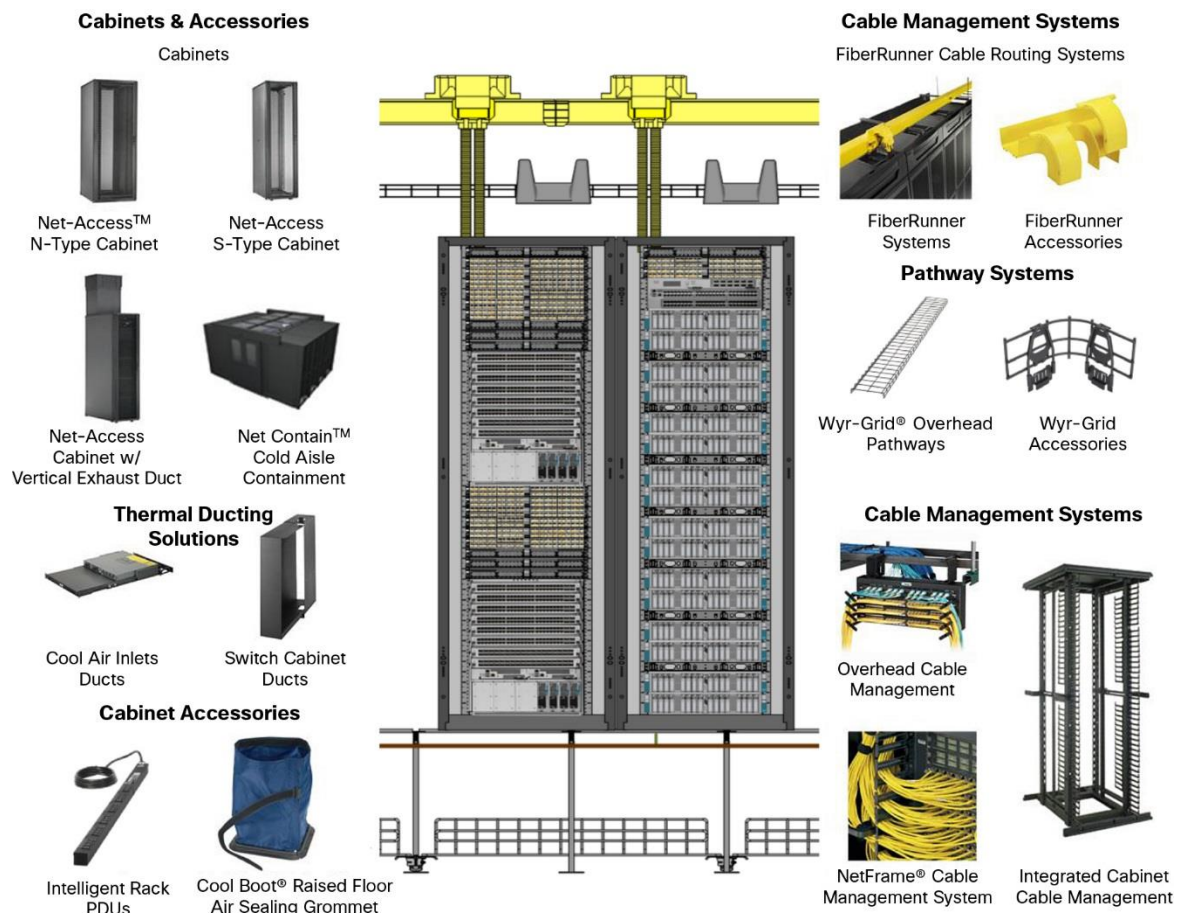 Cabinets & Accessories
Cabinets
Net-Access™
N-Type Cabinet
Net-Access
S-Type Cabinet
Net-Access
Cabinet w/
Vertical Exhaust Duct
Net Contain™
Cold Aisle
Containment
Thermal Ducting
Solutions
Cool Air Inlets
Ducts
Switch Cabinet
Ducts
Cabinet Accessories
Intelligent Rack
PDUs
Cool Boot® Raised Floor
Air Sealing Grommet
Cable Management Systems
FiberRunner Cable Routing Systems
FiberRunner
Systems
FiberRunner
Accessories
Pathway Systems
Wyr-Grid® Overhead
Pathways
Wyr-Grid
Accessories
Cable Management Systems
Overhead Cable
Management
NetFrame® Cable
Management System
Integrated Cabinet
Cable Management